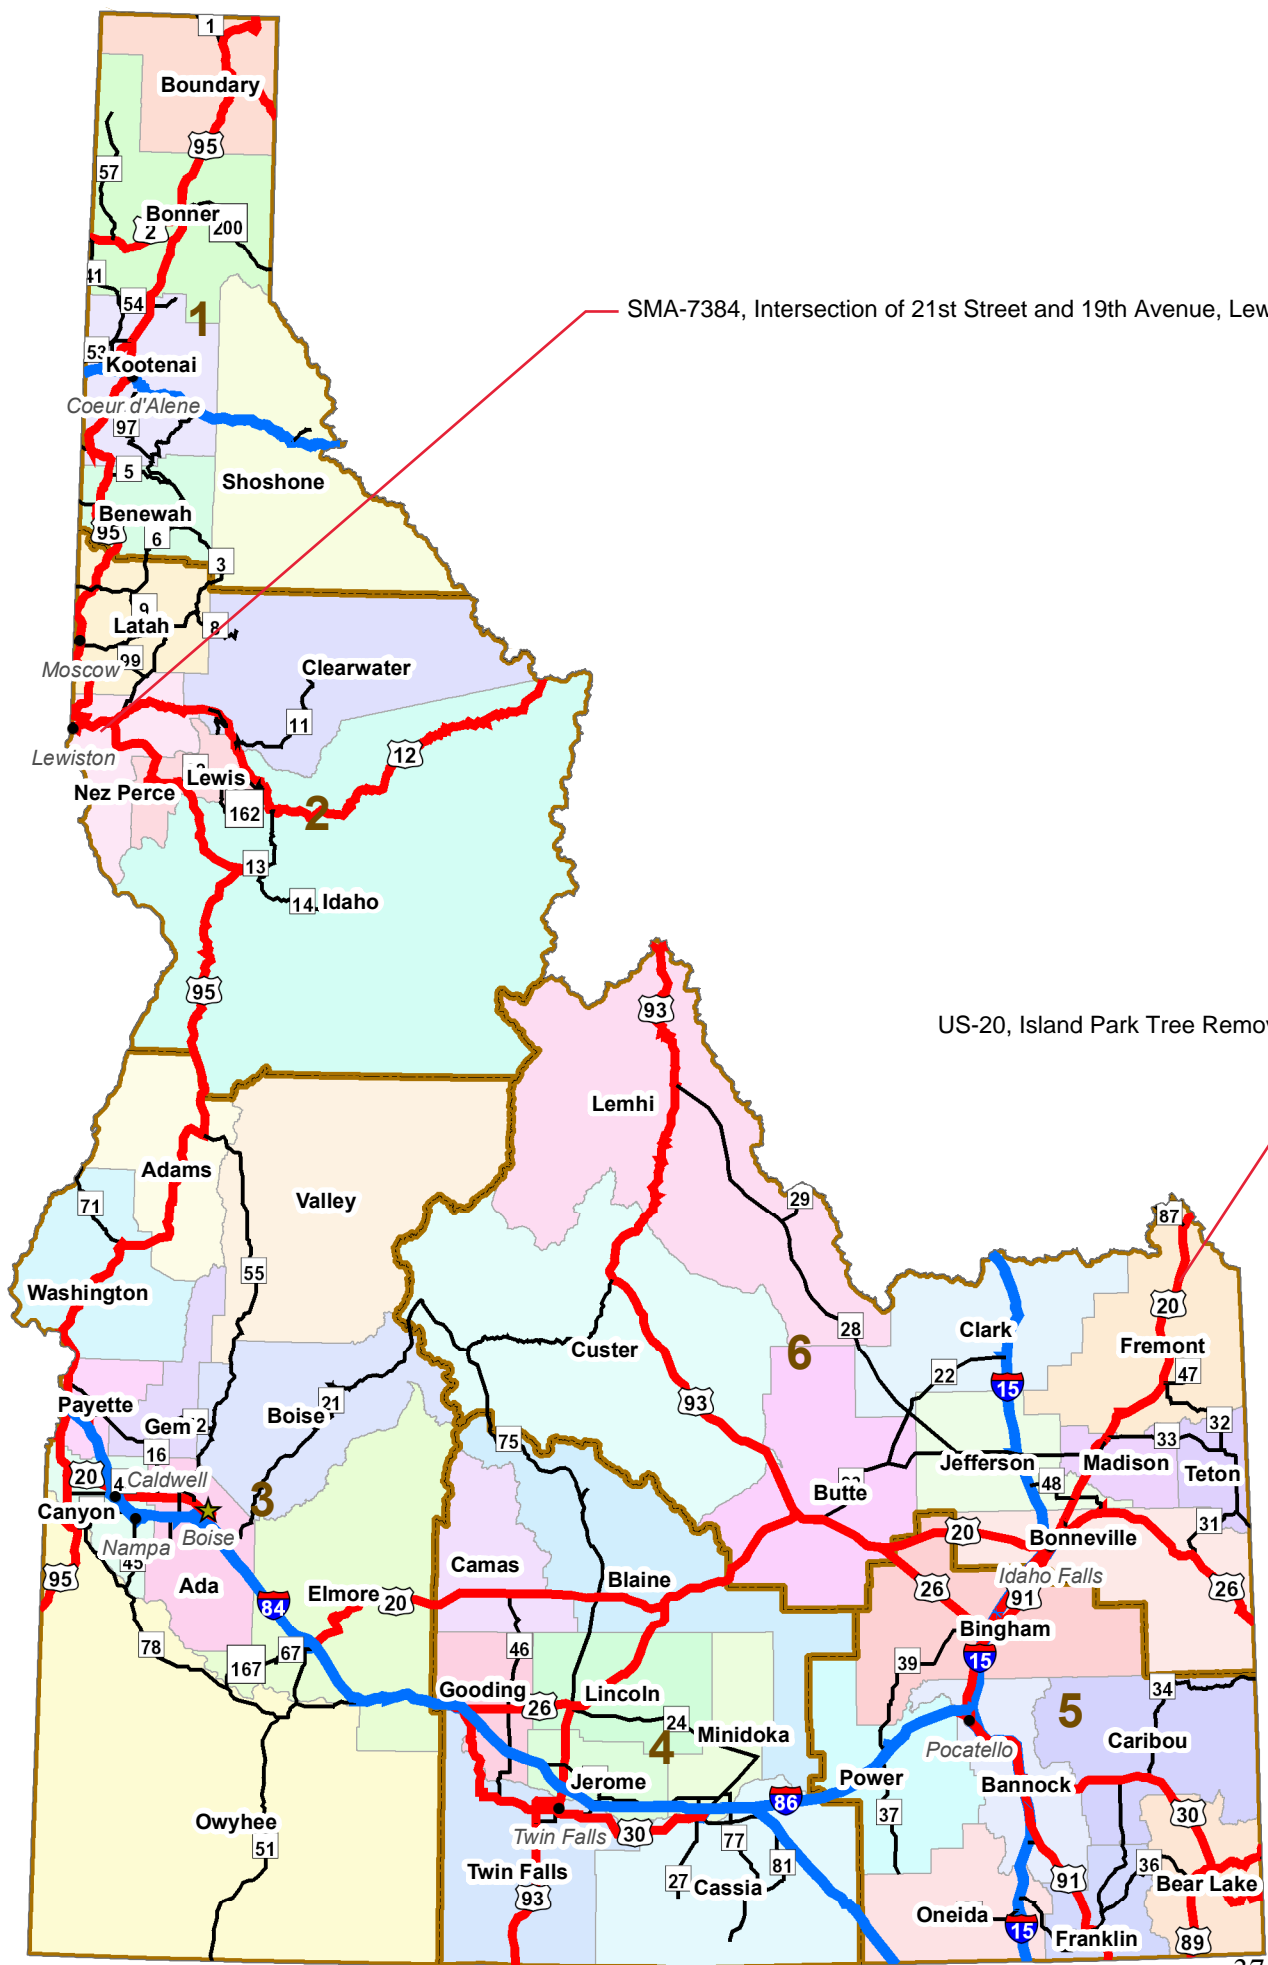 1
Boundary
95
57
Bonner
2
200
41
54
1
SMA-7384, Intersection of 21st Street and 19th Avenue, Lew
53
Kootenai
Coeur d'Alene
97
5
Shoshone
Benewah
95
6
3
9
Latah
8
99
Moscow
Clearwater
11
12
Lewiston
Lewis
Nez Perce
162
2
13
14
Idaho
95
93
US-20, Island Park Tree Remov
Lemhi
Adams
Valley
71
29
87
55
Washington
20
28
Clark
Fremont
Custer
6
22
47
15
93
Payette
21
Boise
Gem
32
75
16
33
Jefferson
Madison
Teton
20
Caldwell
4
48
Butte
3
Canyon
31
20
Bonneville
Nampa
Boise
45
Camas
Blaine
Idaho Falls
95
Ada
Elmore
20
26
26
91
84
Bingham
78
46
67
39
15
167
34
Gooding
Lincoln
26
5
24
Minidoka
4
Caribou
Pocatello
Jerome
Power
Bannock
86
30
37
Owyhee
Twin Falls
30
51
77
36
81
Twin Falls
27
Cassia
91
Bear Lake
93
Oneida
15
Franklin
89